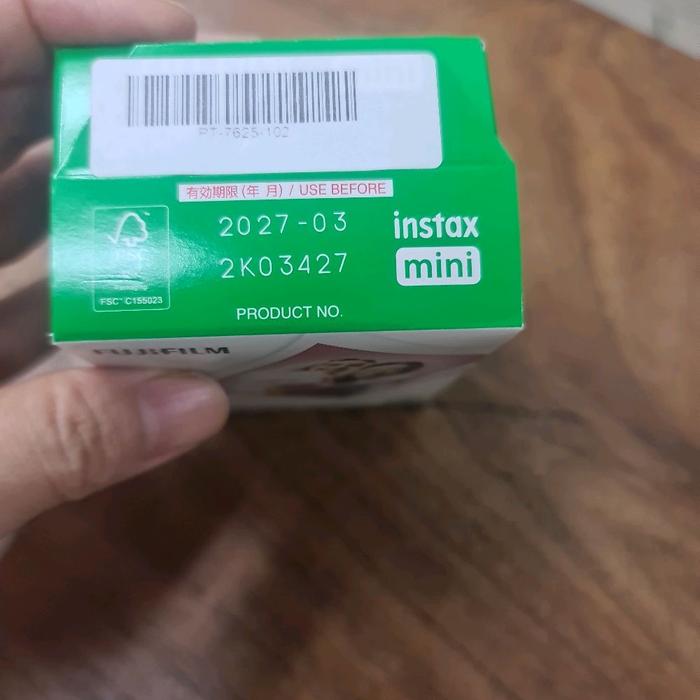 PT-7625-102
有効期限(年 月) / USE BEFORE
2027-03
2K03427
instax
mini
FSC
FSC™ C155023
PRODUCT NO.
FUJIFILM